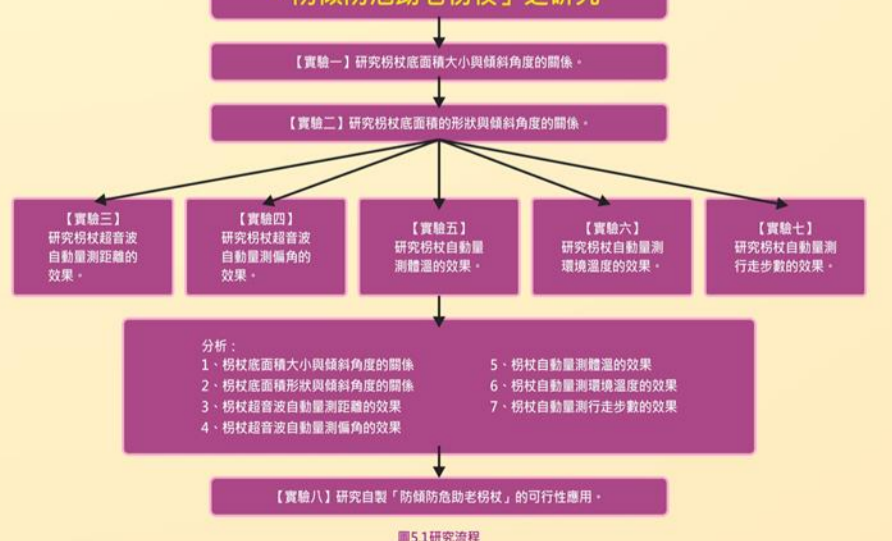 防傾防危助老枴杖」之研究
【實驗一】研究柺杖底面積大小與傾斜角度的關係。
【實驗二】研究柺杖底面積的形狀與傾斜角度的關係。
【實驗三】
研究柺杖超音波
自動量測距離的
效果。
【實驗四】
研究柺杖超音波
自動量測偏角的
效果。
【實驗五】
研究柺杖自動量
測體溫的效果。
【實驗六】
研究柺杖自動量測
環境溫度的效果。
【實驗七】
研究柺杖自動量測
行走步數的效果。
分析：
1、柺杖底面積大小與傾斜角度的關係
2、柺杖底面積形狀與傾斜角度的關係
3、柺杖超音波自動量測距離的效果
4、柺杖超音波自動量測偏角的效果
5、柺杖自動量測體溫的效果
6、柺杖自動量測環境溫度的效果
7、柺杖自動量測行走步數的效果
【實驗八】研究自製「防傾防危助老柺杖」的可行性應用。
圖5.1研究流程